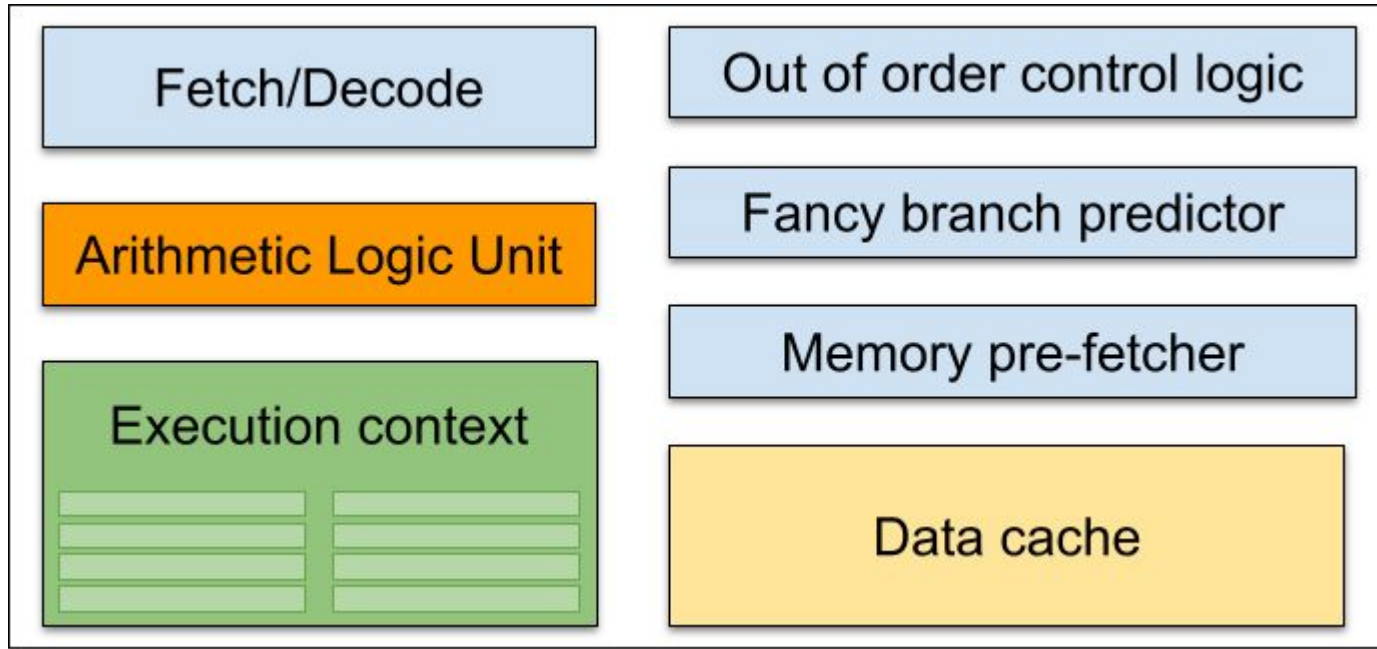 Fetch/Decode
Arithmetic Logic Unit
Execution context
Out of order control logic
Fancy branch predictor
Memory pre-fetcher
Data cache